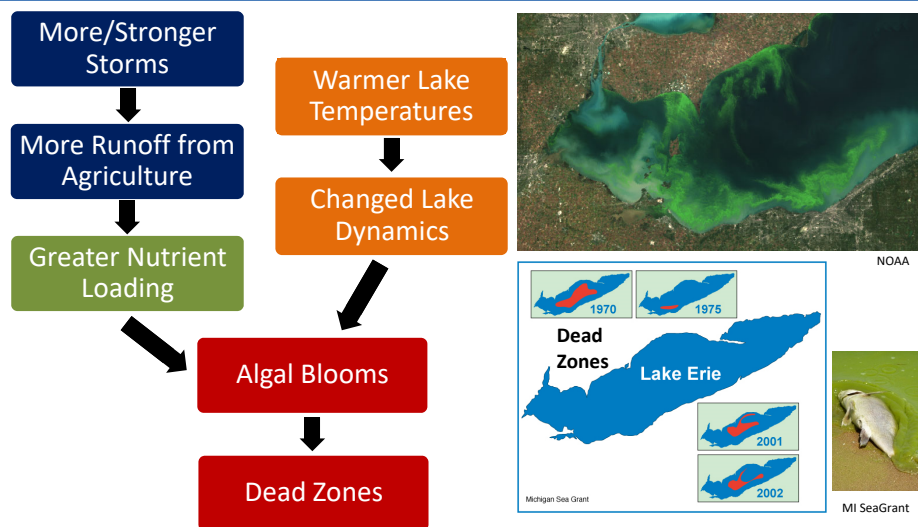 More/Stronger
Storms
More Runoff from
Agriculture
Greater Nutrient
Loading
Warmer Lake
Temperatures
Changed Lake
Dynamics
Algal Blooms
Dead Zones
NOAA
1970
1975
Dead
Zones
Lake Erie
2001
2002
Michigan Sea Grant
MI SeaGrant